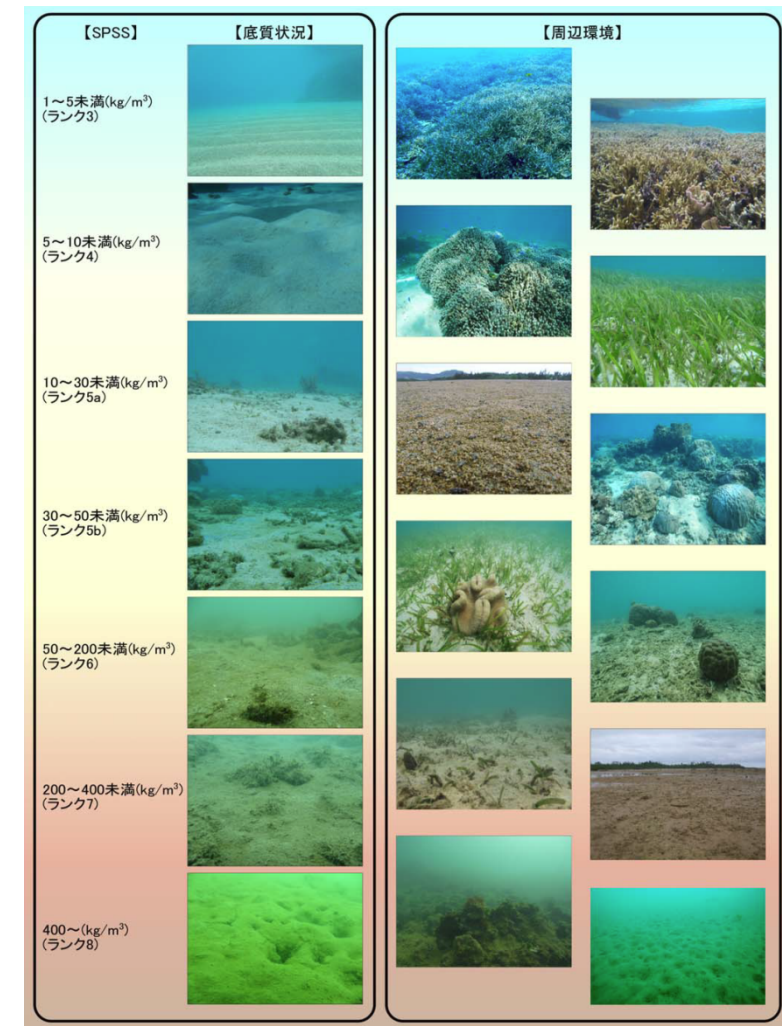 【SPSS】
【底質状況】
【周辺環境】
1～5未満(kg/m³)
(ランク3)
5～10未満(kg/m³)
(ランク4)
10～30未満(kg/m³)
(ランク5a)
30～50未満(kg/m³)
(ランク5b)
50～200未満(kg/m³)
(ランク6)
200～400未満(kg/m³)
(ランク7)
400～(kg/m³)
(ランク8)